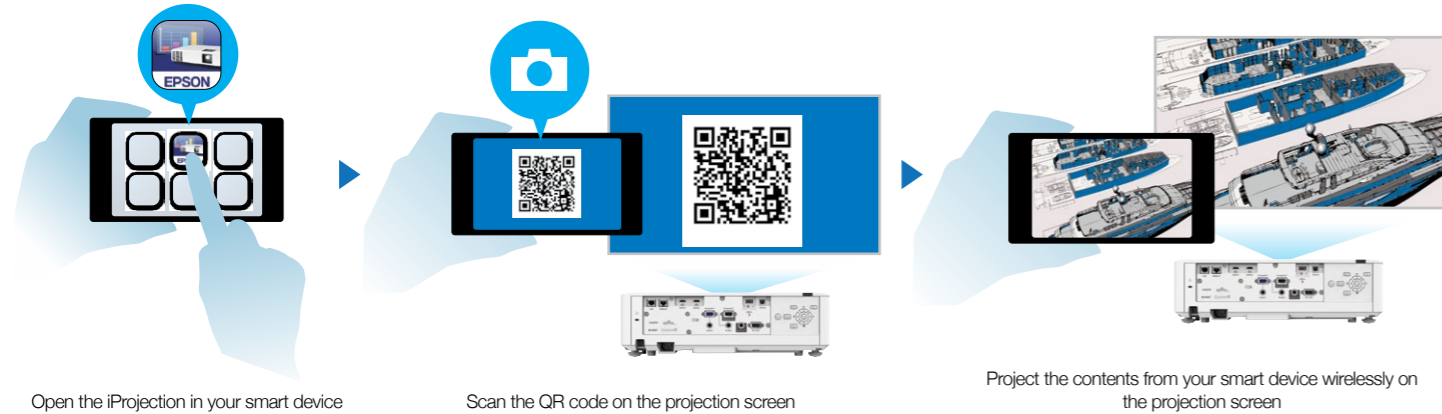 EPSON
Open the iProjection in your smart device
Scan the QR code on the projection screen
Project the contents from your smart device wirelessly on
the projection screen